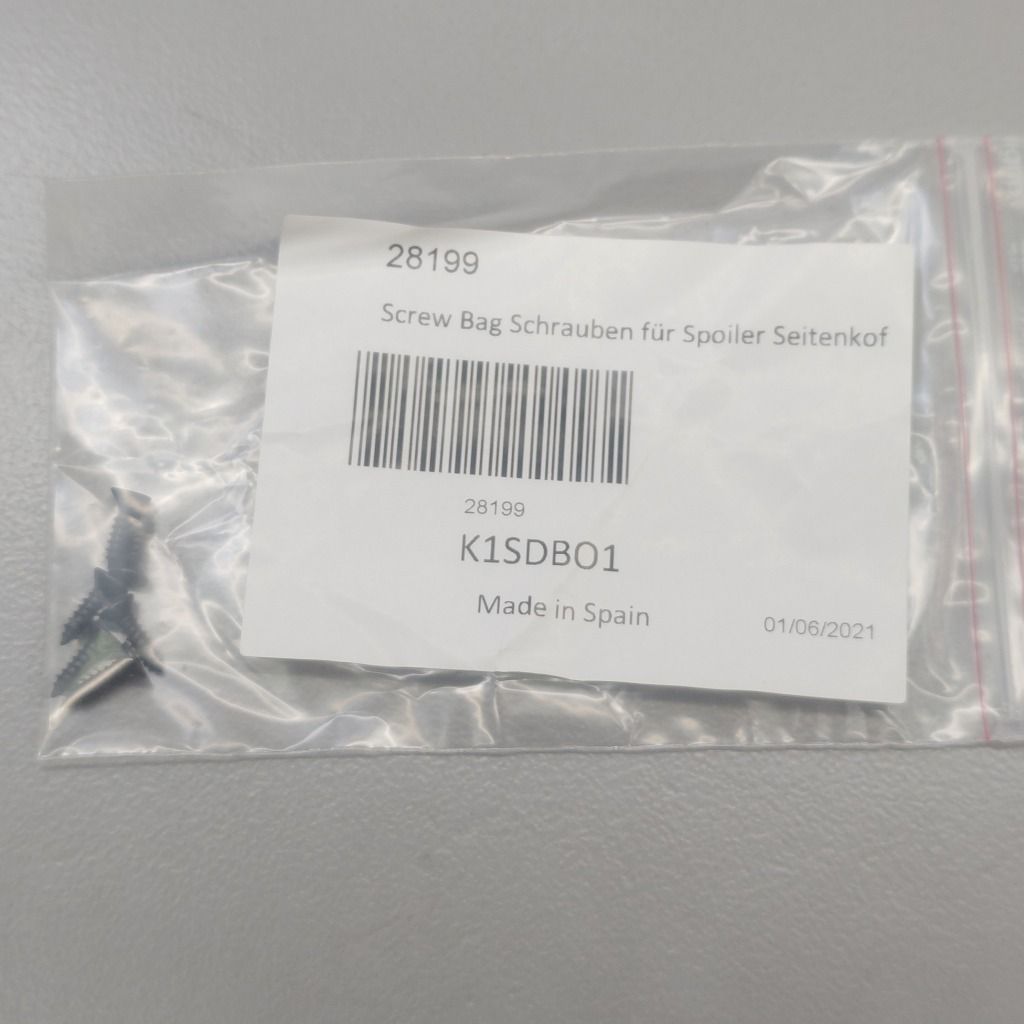 28199
Screw Bag Schrauben für Spoiler Seitenkof
28199
K1SDBO1
Made in Spain
01/06/2021